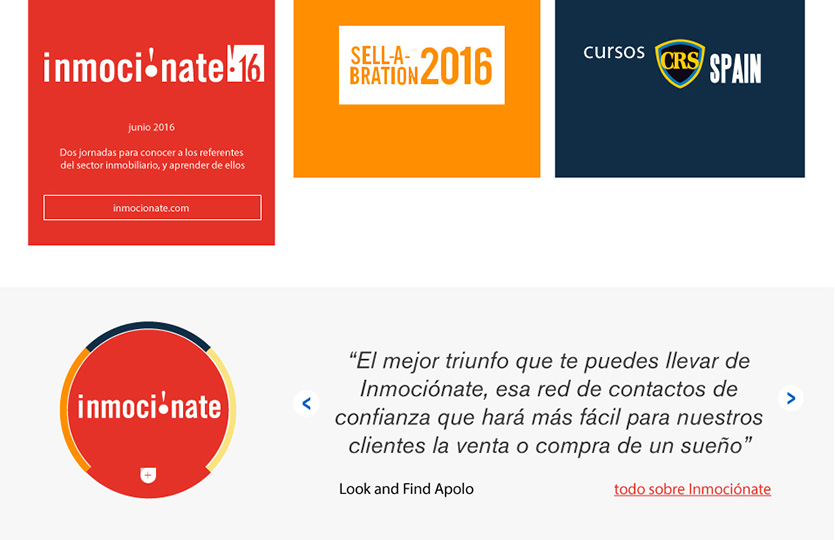 inmoci!nate !16
junio 2016
Dos jornadas para conocer a los referentes
del sector inmobiliario, y aprender de ellos
inmocionate.com
SELL-A-
BRATION 2016
cursos CRS SPAIN
inmoci!nate
“El mejor triunfo que te puedes llevar de
Inmociónate, esa red de contactos de
confianza que hará más fácil para nuestros
clientes la venta o compra de un sueño”
Look and Find Apolo
todo sobre Inmociónate